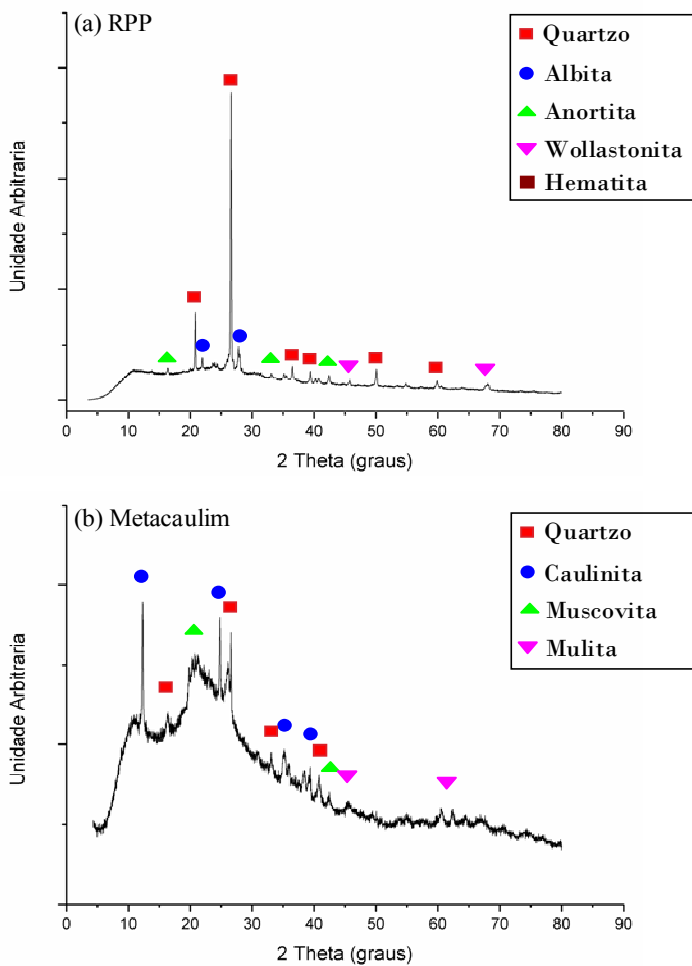 (a) RPP
Quartzo
Albita
Anortita
Wollastonita
Hematita
Unidade Arbitraria
0 10 20 30 40 50 60 70 80 90
2 Theta (graus)
(b) Metacaulim
Quartzo
Caulinita
Muscovita
Mulita
Unidade Arbitraria
0 10 20 30 40 50 60 70 80 90
2 Theta (graus)